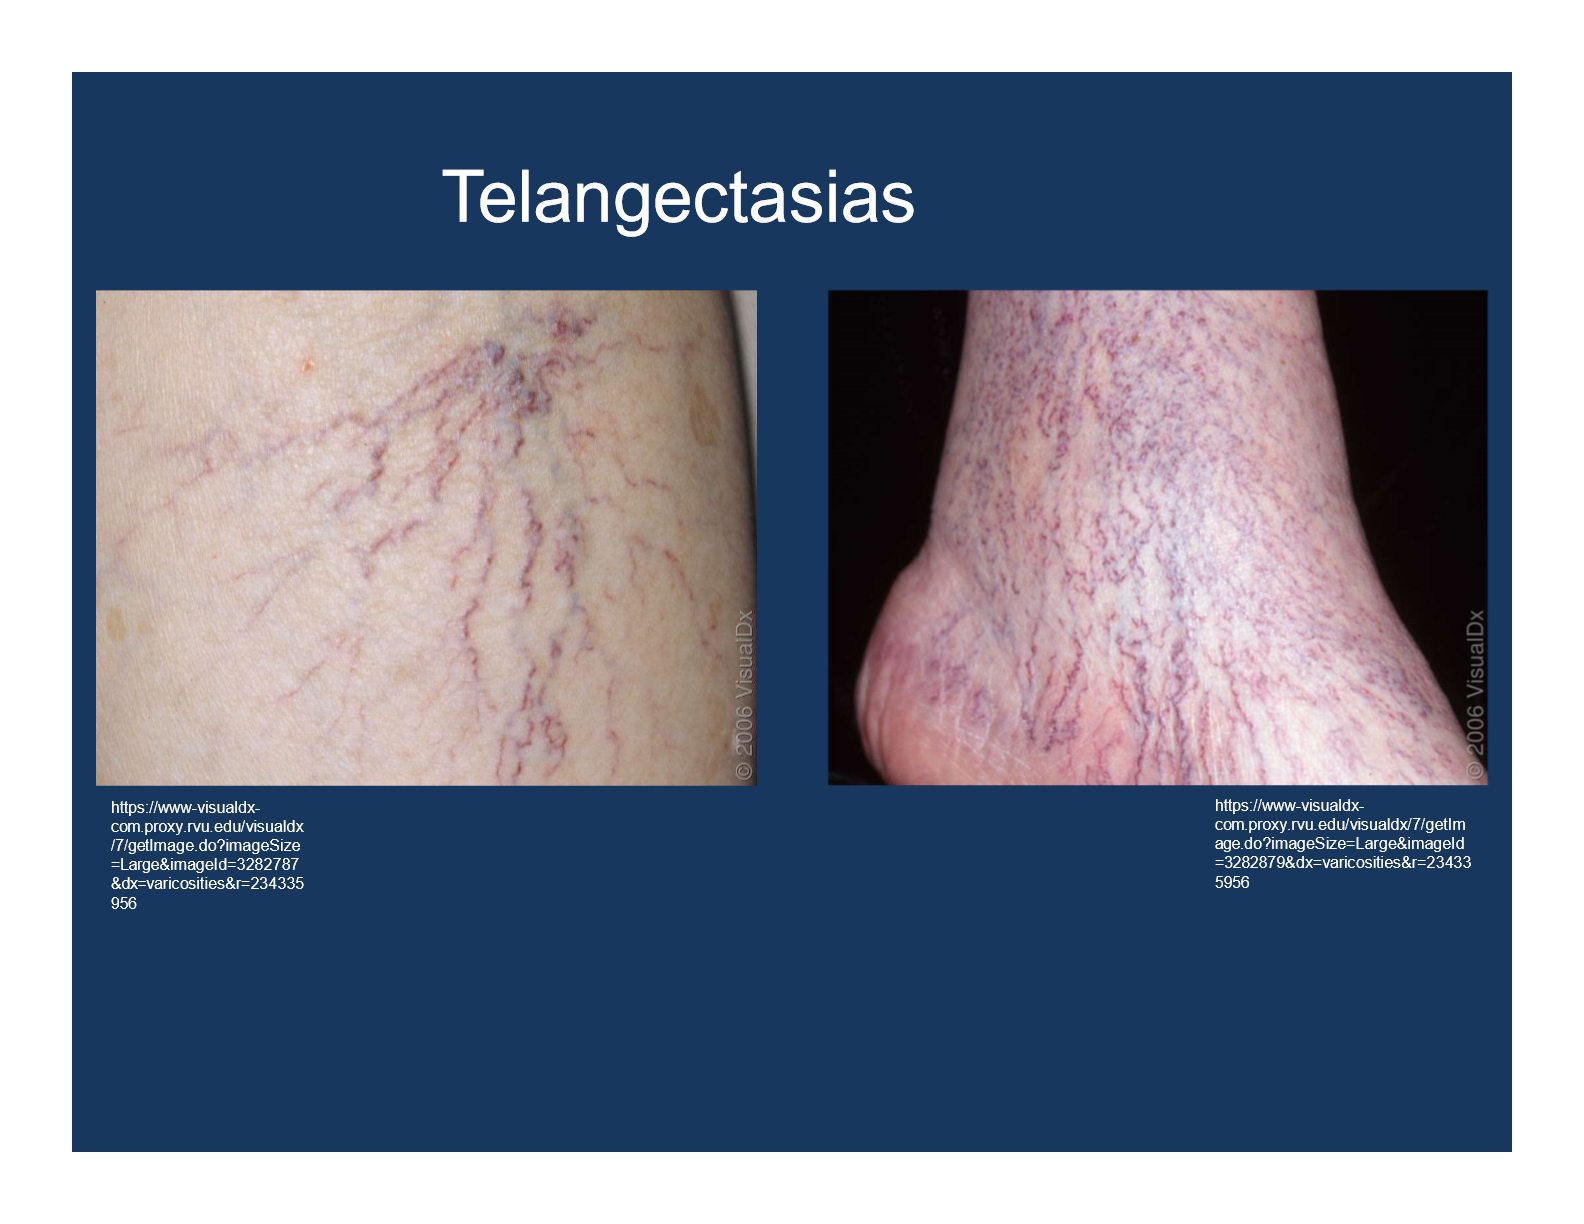 Telangectasias
© 2006 VisualDx
© 2006 VisualDx
https://www-visualdx-
com.proxy.rvu.edu/visualdx
/7/getImage.do?imageSize
=Large&imageId=3282787
&dx=varicosities&r=234335
956
https://www-visualdx-
com.proxy.rvu.edu/visualdx/7/getIm
age.do?imageSize=Large&imageId
=3282879&dx=varicosities&r=23433
5956